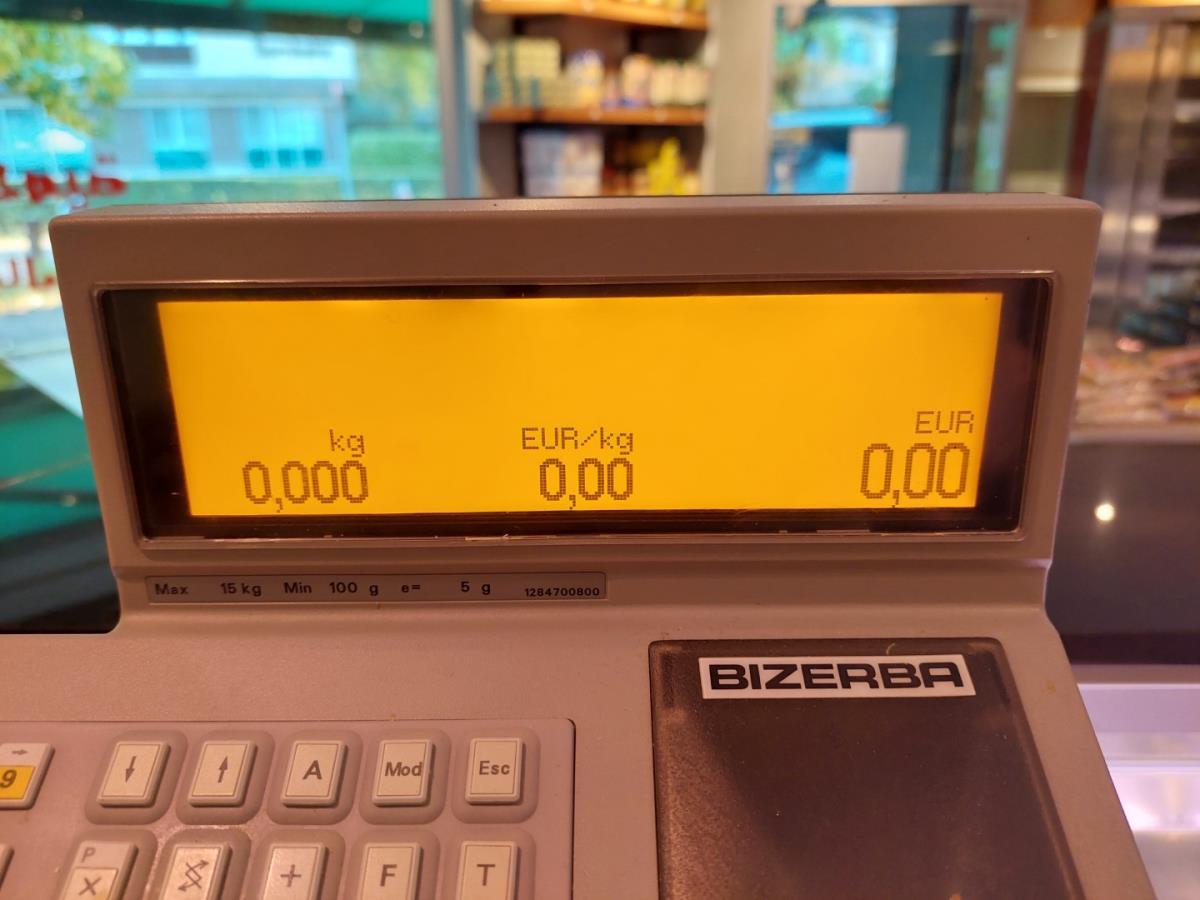 kg EUR/kg EUR
0,000 0,00 0,00
Max 15 kg Min 100 g e= 5 g 1284700800
BIZERBA
→
9 ↓ ↑ A Mod Esc
P
X + F T